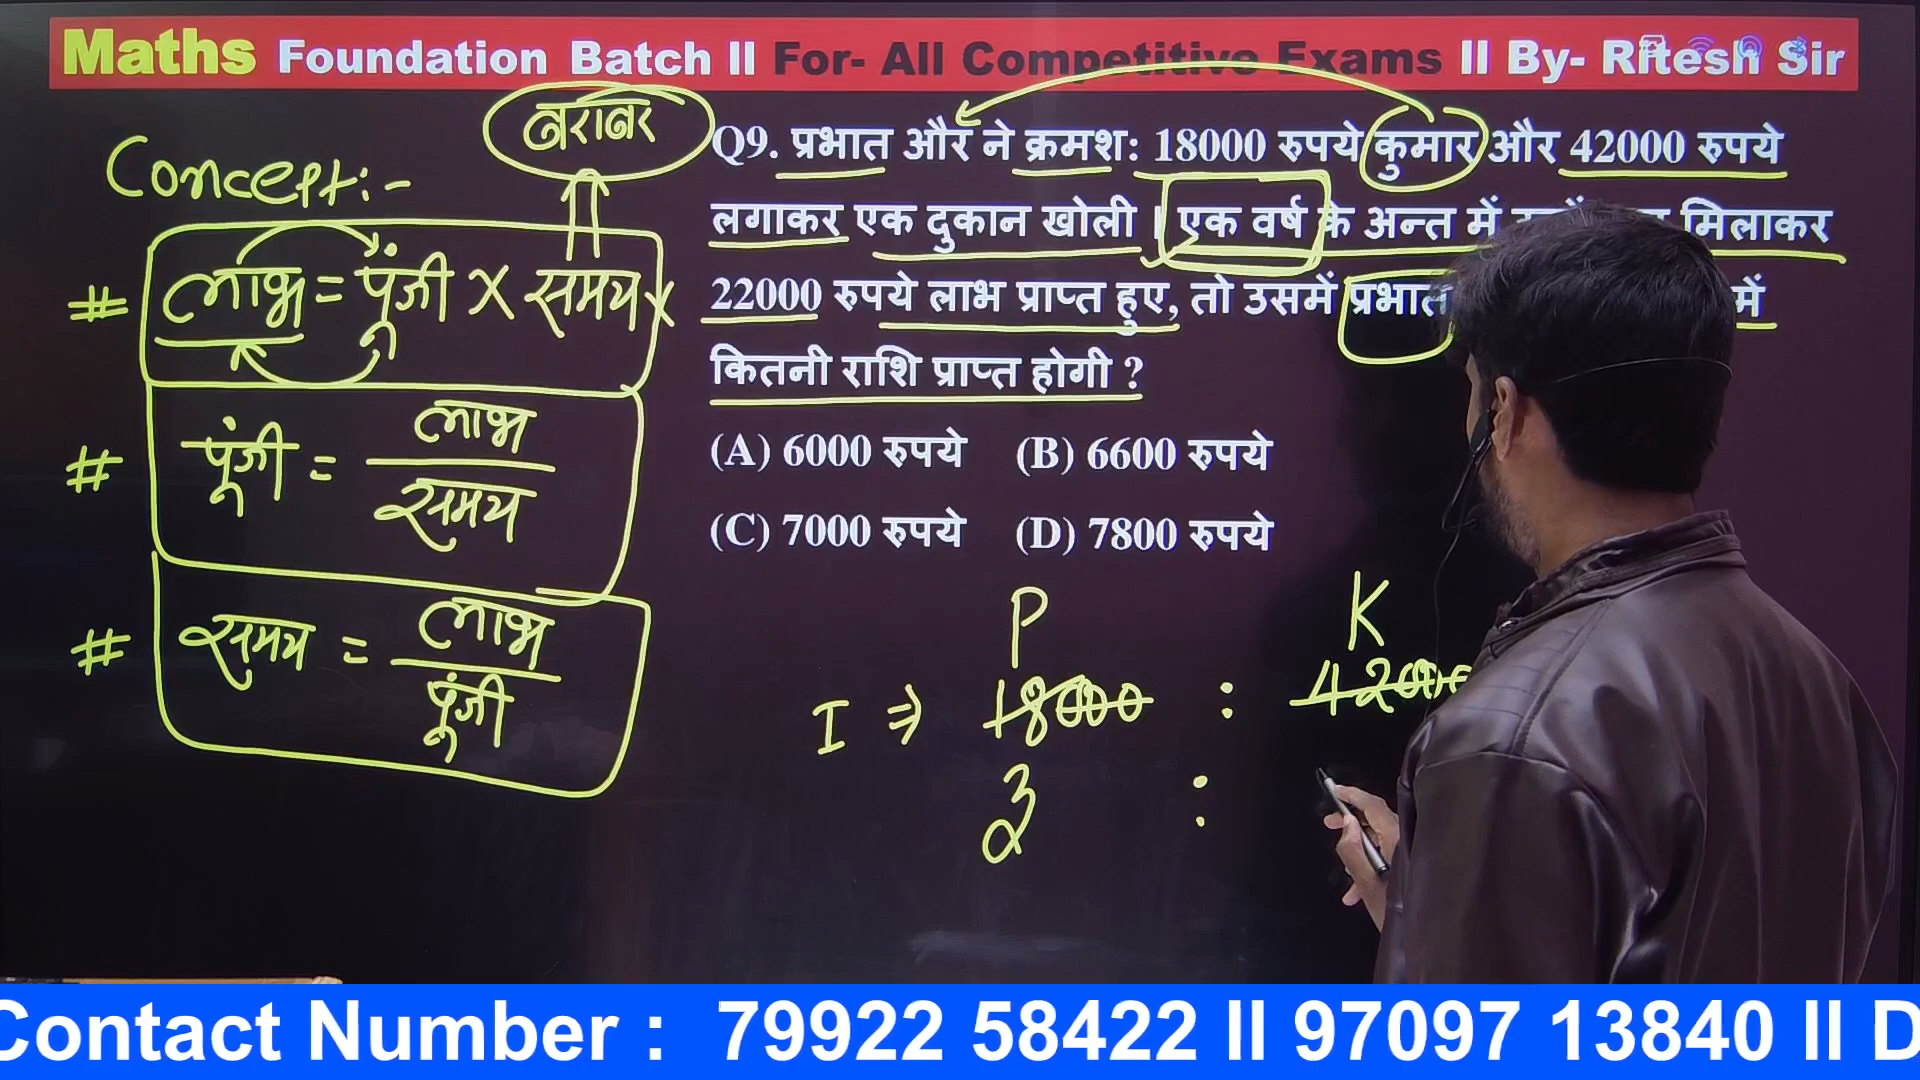 Maths Foundation Batch II For- All Competitive Exams II By- Ritesh Sir
Concept:-
बराबर
# लाभ = पूंजी X समय X
# पूंजी = लाभ / समय
# समय = लाभ / पूंजी
Q9. प्रभात और ने क्रमश: 18000 रुपये कुमार और 42000 रुपये
लगाकर एक दुकान खोली । एक वर्ष के अन्त में मिलाकर
22000 रुपये लाभ प्राप्त हुए, तो उसमें प्रभात में
कितनी राशि प्राप्त होगी ?
(A) 6000 रुपये (B) 6600 रुपये
(C) 7000 रुपये (D) 7800 रुपये
P K
I ⇒ 18000 : 42000
3 :
Contact Number : 79922 58422 II 97097 13840 II D